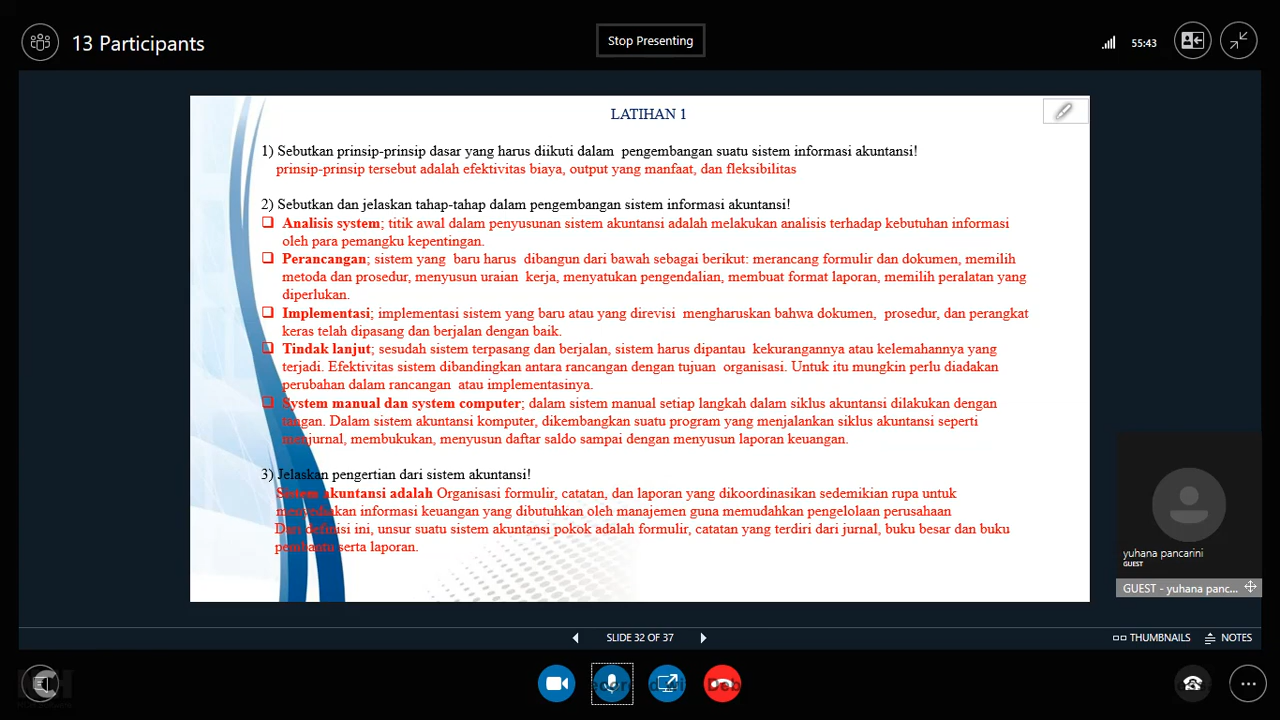 13 Participants
Stop Presenting
55:43
LATIHAN 1
1) Sebutkan prinsip-prinsip dasar yang harus diikuti dalam pengembangan suatu sistem informasi akuntansi!
prinsip-prinsip tersebut adalah efektivitas biaya, output yang manfaat, dan fleksibilitas
2) Sebutkan dan jelaskan tahap-tahap dalam pengembangan sistem informasi akuntansi!
❑ Analisis system; titik awal dalam penyusunan sistem akuntansi adalah melakukan analisis terhadap kebutuhan informasi
oleh para pemangku kepentingan.
❑ Perancangan; sistem yang baru harus dibangun dari bawah sebagai berikut: merancang formulir dan dokumen, memilih
metoda dan prosedur, menyusun uraian kerja, menyatukan pengendalian, membuat format laporan, memilih peralatan yang
diperlukan.
❑ Implementasi; implementasi sistem yang baru atau yang direvisi mengharuskan bahwa dokumen, prosedur, dan perangkat
keras telah dipasang dan berjalan dengan baik.
❑ Tindak lanjut; sesudah sistem terpasang dan berjalan, sistem harus dipantau kekurangannya atau kelemahannya yang
terjadi. Efektivitas sistem dibandingkan antara rancangan dengan tujuan organisasi. Untuk itu mungkin perlu diadakan
perubahan dalam rancangan atau implementasinya.
❑ System manual dan system computer; dalam sistem manual setiap langkah dalam siklus akuntansi dilakukan dengan
tangan. Dalam sistem akuntansi komputer, dikembangkan suatu program yang menjalankan siklus akuntansi seperti
menjurnal, membukukan, menyusun daftar saldo sampai dengan menyusun laporan keuangan.
3) Jelaskan pengertian dari sistem akuntansi!
Sistem akuntansi adalah Organisasi formulir, catatan, dan laporan yang dikoordinasikan sedemikian rupa untuk
menyediakan informasi keuangan yang dibutuhkan oleh manajemen guna memudahkan pengelolaan perusahaan
Dari definisi ini, unsur suatu sistem akuntansi pokok adalah formulir, catatan yang terdiri dari jurnal, buku besar dan buku
pembantu serta laporan.
yuhana pancarini
GUEST
GUEST - yuhana panc...
SLIDE 32 OF 37
THUMBNAILS
NOTES